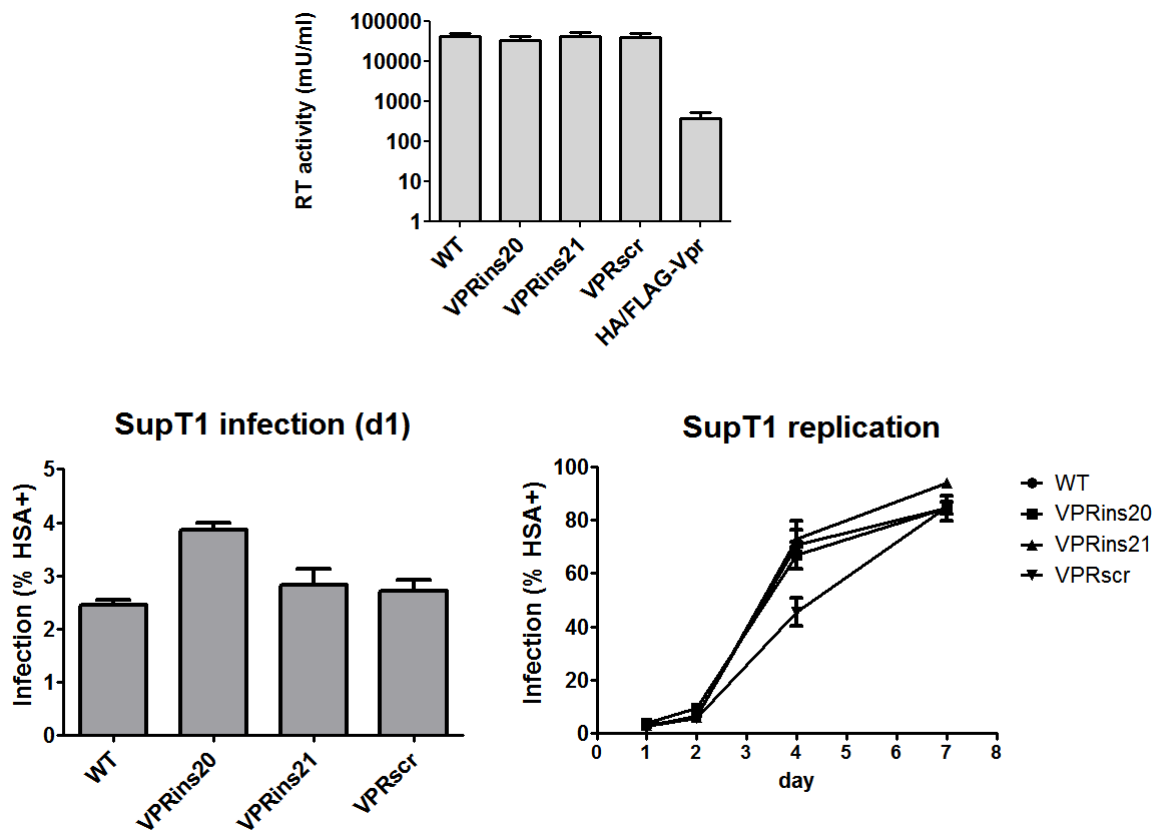 RT activity (mU/ml)
100000
10000
1000
100
10
1
WT
VPRins20
VPRins21
VPRscr
HA/FLAG-Vpr
SupT1 infection (d1)
Infection (% HSA+)
5
4
3
2
1
0
WT
VPRins20
VPRins21
VPRscr
SupT1 replication
Infection (% HSA+)
100
80
60
40
20
0
0 1 2 3 4 5 6 7 8
day
WT
VPRins20
VPRins21
VPRscr